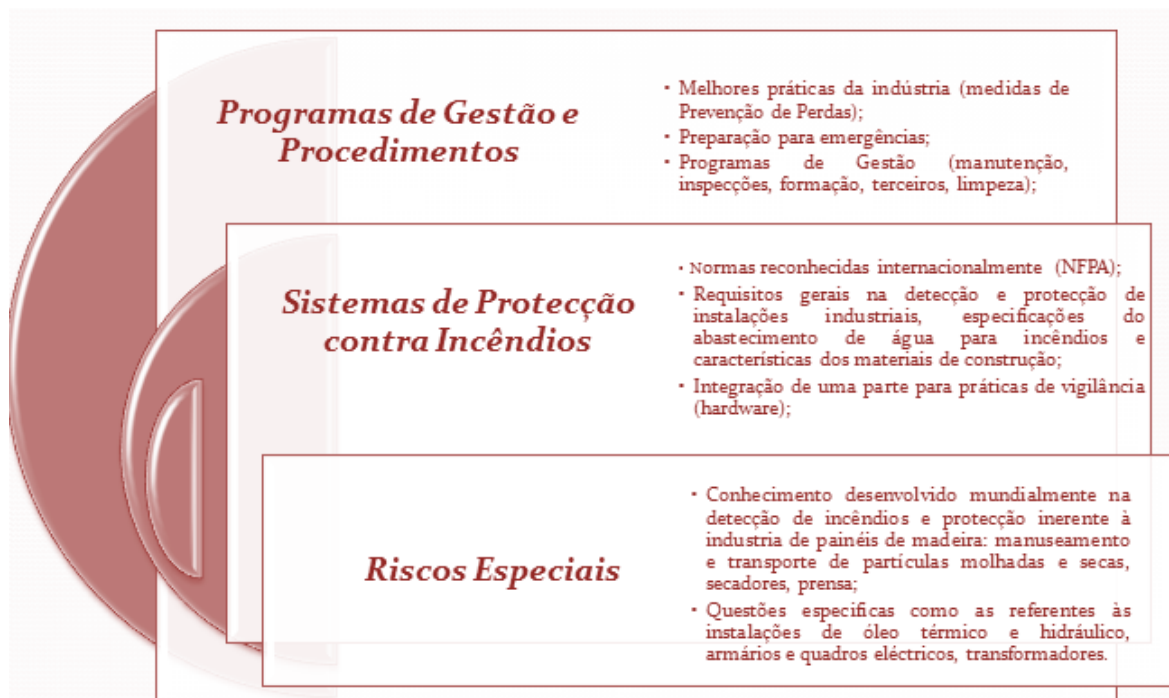 Programas de Gestão e
Procedimentos
• Melhores práticas da indústria (medidas de
Prevenção de Perdas);
• Preparação para emergências;
• Programas de Gestão (manutenção,
inspecções, formação, terceiros, limpeza);
Sistemas de Protecção
contra Incêndios
• Normas reconhecidas internacionalmente (NFPA);
• Requisitos gerais na detecção e protecção de
instalações industriais, especificações do
abastecimento de água para incêndios e
características dos materiais de construção;
• Integração de uma parte para práticas de vigilância
(hardware);
Riscos Especiais
• Conhecimento desenvolvido mundialmente na
detecção de incêndios e protecção inerente à
industria de painéis de madeira: manuseamento
e transporte de partículas molhadas e secas,
secadores, prensa;
• Questões especificas como as referentes às
instalações de óleo térmico e hidráulico,
armários e quadros eléctricos, transformadores.